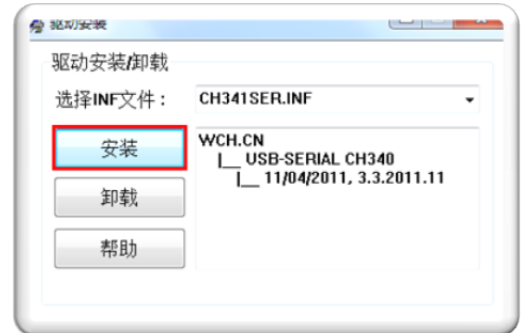 驱动安装
驱动安装/卸载
选择INF文件： CH341SER.INF
安装
卸载
帮助
WCH.CN
|__ USB-SERIAL CH340
|__ 11/04/2011, 3.3.2011.11